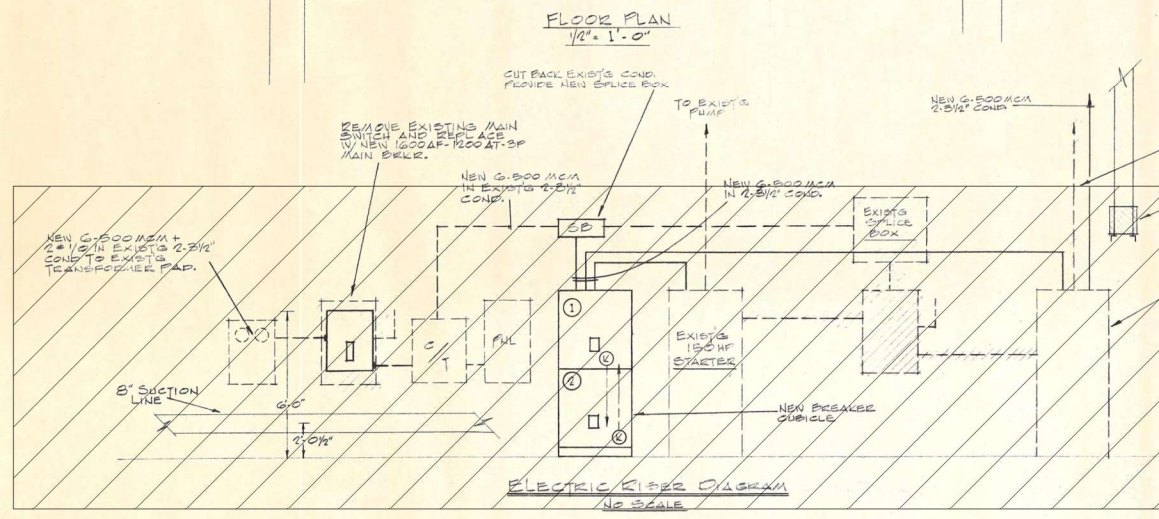 FLOOR PLAN
1/2" = 1'-0"
CUT BACK EXIST'G COND.
PROVIDE NEW SPLICE BOX
TO EXIST'G
PUMP
NEW 6-500 MCM
2-3 1/2" COND
REMOVE EXISTING MAIN
SWITCH AND REPLACE
W/ NEW 1600AF-1200AT-3P
MAIN BRKR.
NEW 6-500 MCM
IN EXIST'G 2-3 1/2"
COND.
NEW 6-500 MCM
IN 2-3 1/2" COND.
SB
EXIST'G
SPLICE
BOX
NEW 6-500 MCM +
2 # 1/0 IN EXIST'G 2-3 1/2"
COND TO EXIST'G
TRANSFORMER PAD.
1
C
T
PNL
EXIST'G
150 HP
STARTER
K
2
8" SUCTION
LINE
6'-0"
2'-0 1/2"
K
NEW BREAKER
CUBICLE
ELECTRIC RISER DIAGRAM
NO SCALE